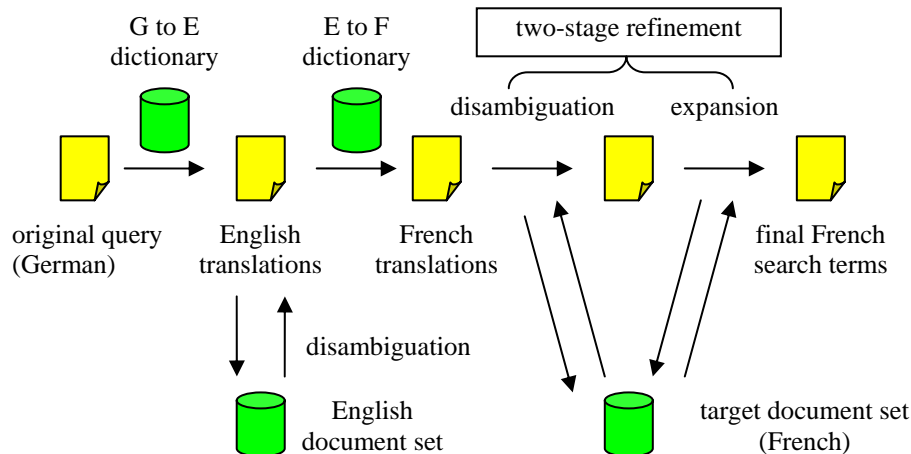 G to E
dictionary
E to F
dictionary
two-stage refinement
disambiguation
expansion
original query
(German)
English
translations
French
translations
final French
search terms
disambiguation
English
document set
target document set
(French)